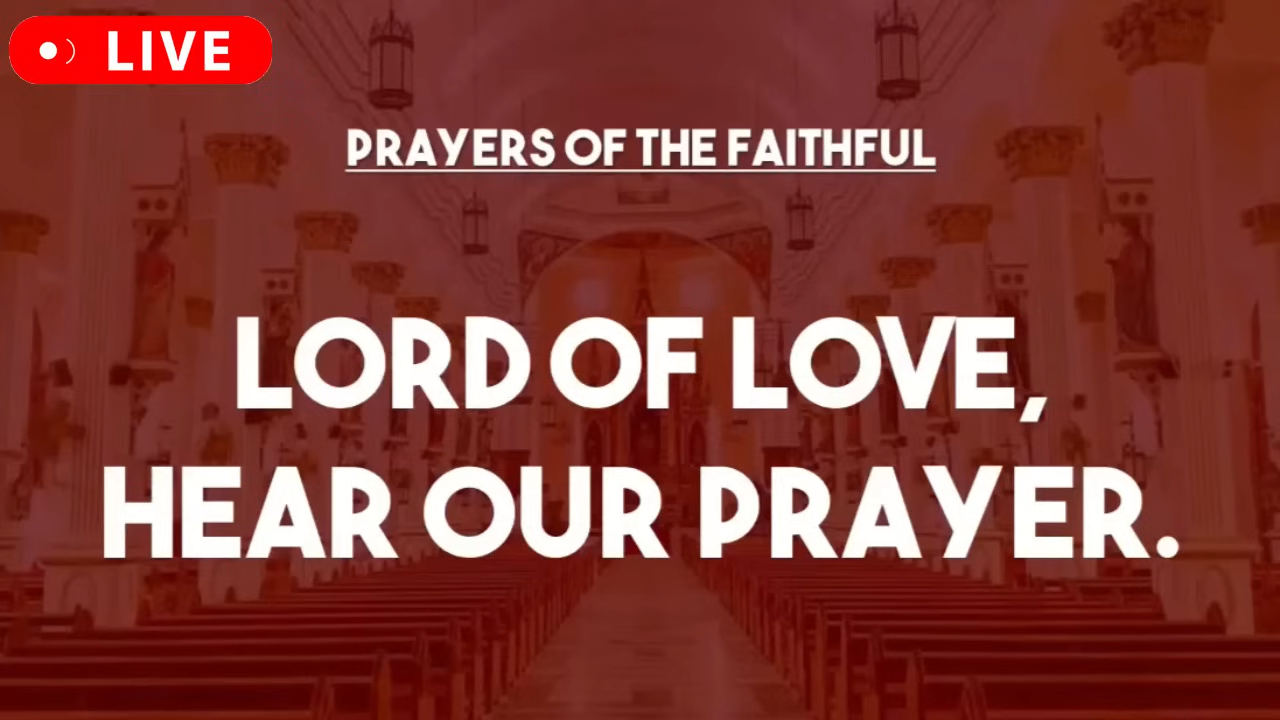 LIVE
PRAYERS OF THE FAITHFUL
LORD OF LOVE,
HEAR OUR PRAYER.